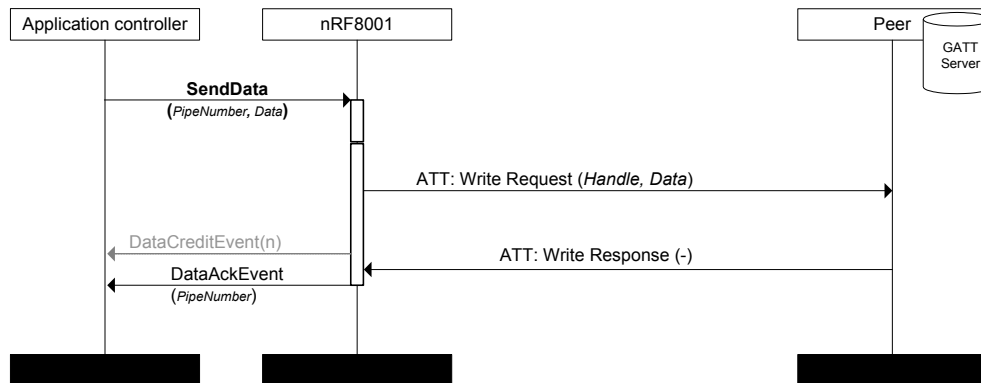 Application controller
nRF8001
Peer
GATT
Server
SendData
(PipeNumber, Data)
ATT: Write Request (Handle, Data)
DataCreditEvent(n)
ATT: Write Response (-)
DataAckEvent
(PipeNumber)